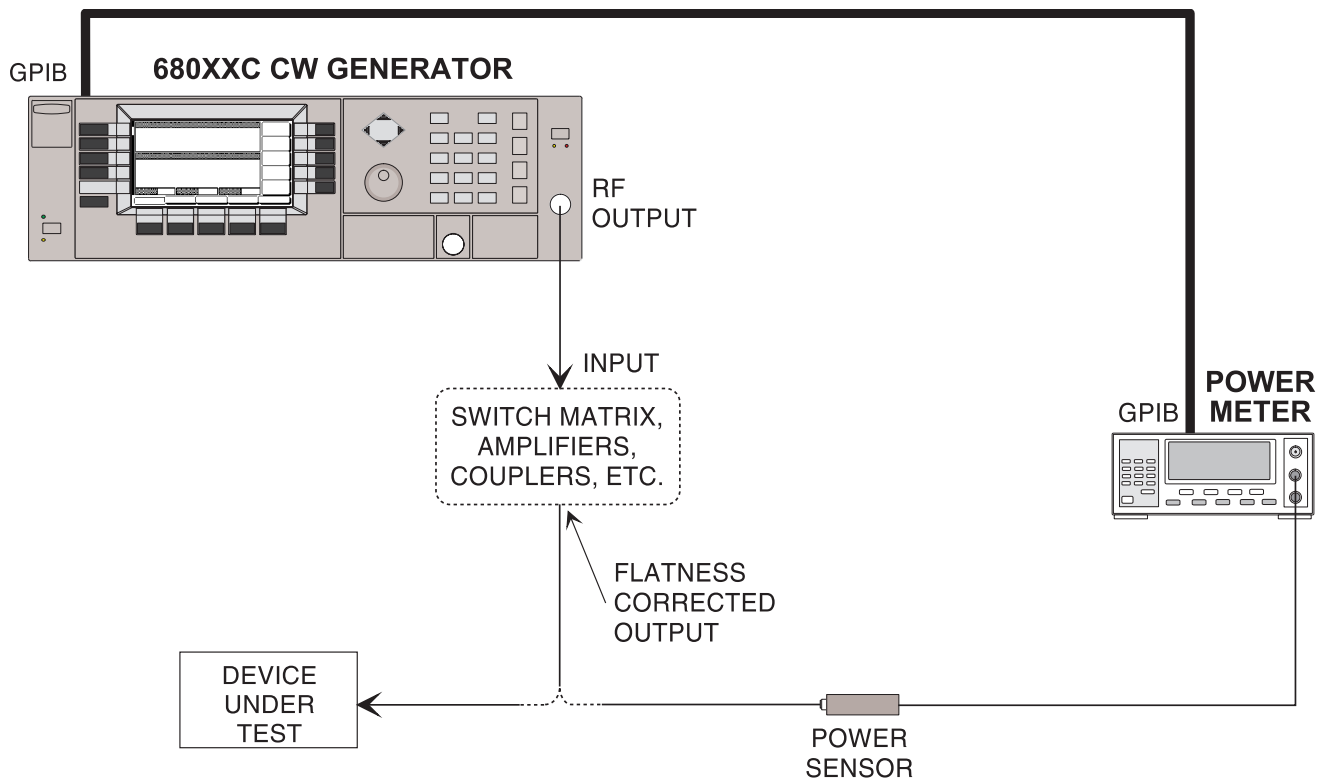 GPIB
680XXC CW GENERATOR
RF
OUTPUT
INPUT
SWITCH MATRIX,
AMPLIFIERS,
COUPLERS, ETC.
POWER
METER
GPIB
FLATNESS
CORRECTED
OUTPUT
DEVICE
UNDER
TEST
POWER
SENSOR